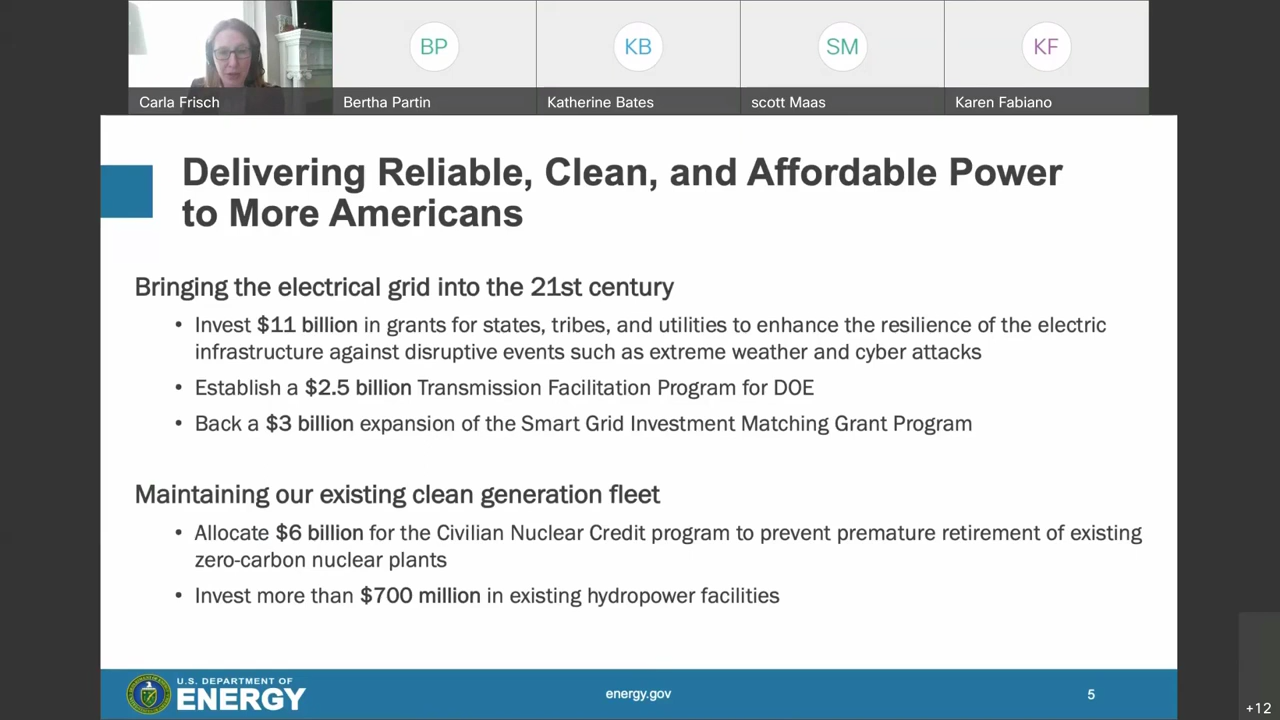 BP
KB
SM
KF
Carla Frisch
Bertha Partin
Katherine Bates
scott Maas
Karen Fabiano
Delivering Reliable, Clean, and Affordable Power
to More Americans
Bringing the electrical grid into the 21st century
• Invest $11 billion in grants for states, tribes, and utilities to enhance the resilience of the electric
infrastructure against disruptive events such as extreme weather and cyber attacks
• Establish a $2.5 billion Transmission Facilitation Program for DOE
• Back a $3 billion expansion of the Smart Grid Investment Matching Grant Program
Maintaining our existing clean generation fleet
• Allocate $6 billion for the Civilian Nuclear Credit program to prevent premature retirement of existing
zero-carbon nuclear plants
• Invest more than $700 million in existing hydropower facilities
U.S. DEPARTMENT OF
ENERGY
energy.gov
5
+12